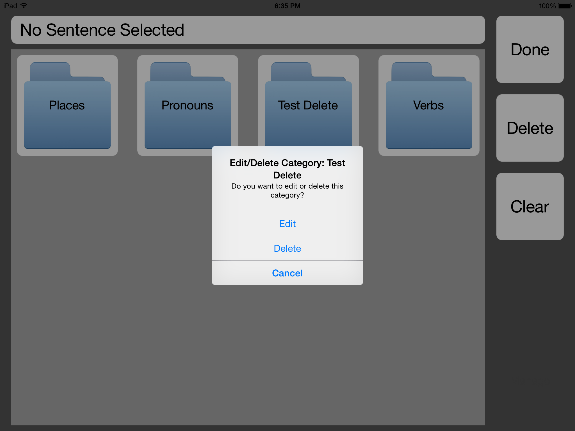 iPad 6:35 PM 100%
No Sentence Selected
Done
Places Pronouns Test Delete Verbs
Delete
Edit/Delete Category: Test
Delete
Do you want to edit or delete this
category?
Edit
Delete
Cancel
Clear